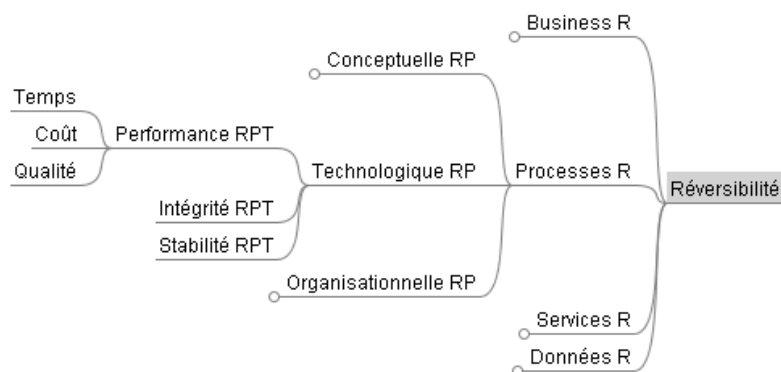 Business R
Conceptuelle RP
Temps
Coût
Performance RPT
Qualité
Technologique RP
Processes R
Réversibilité
Intégrité RPT
Stabilité RPT
Organisationnelle RP
Services R
Données R